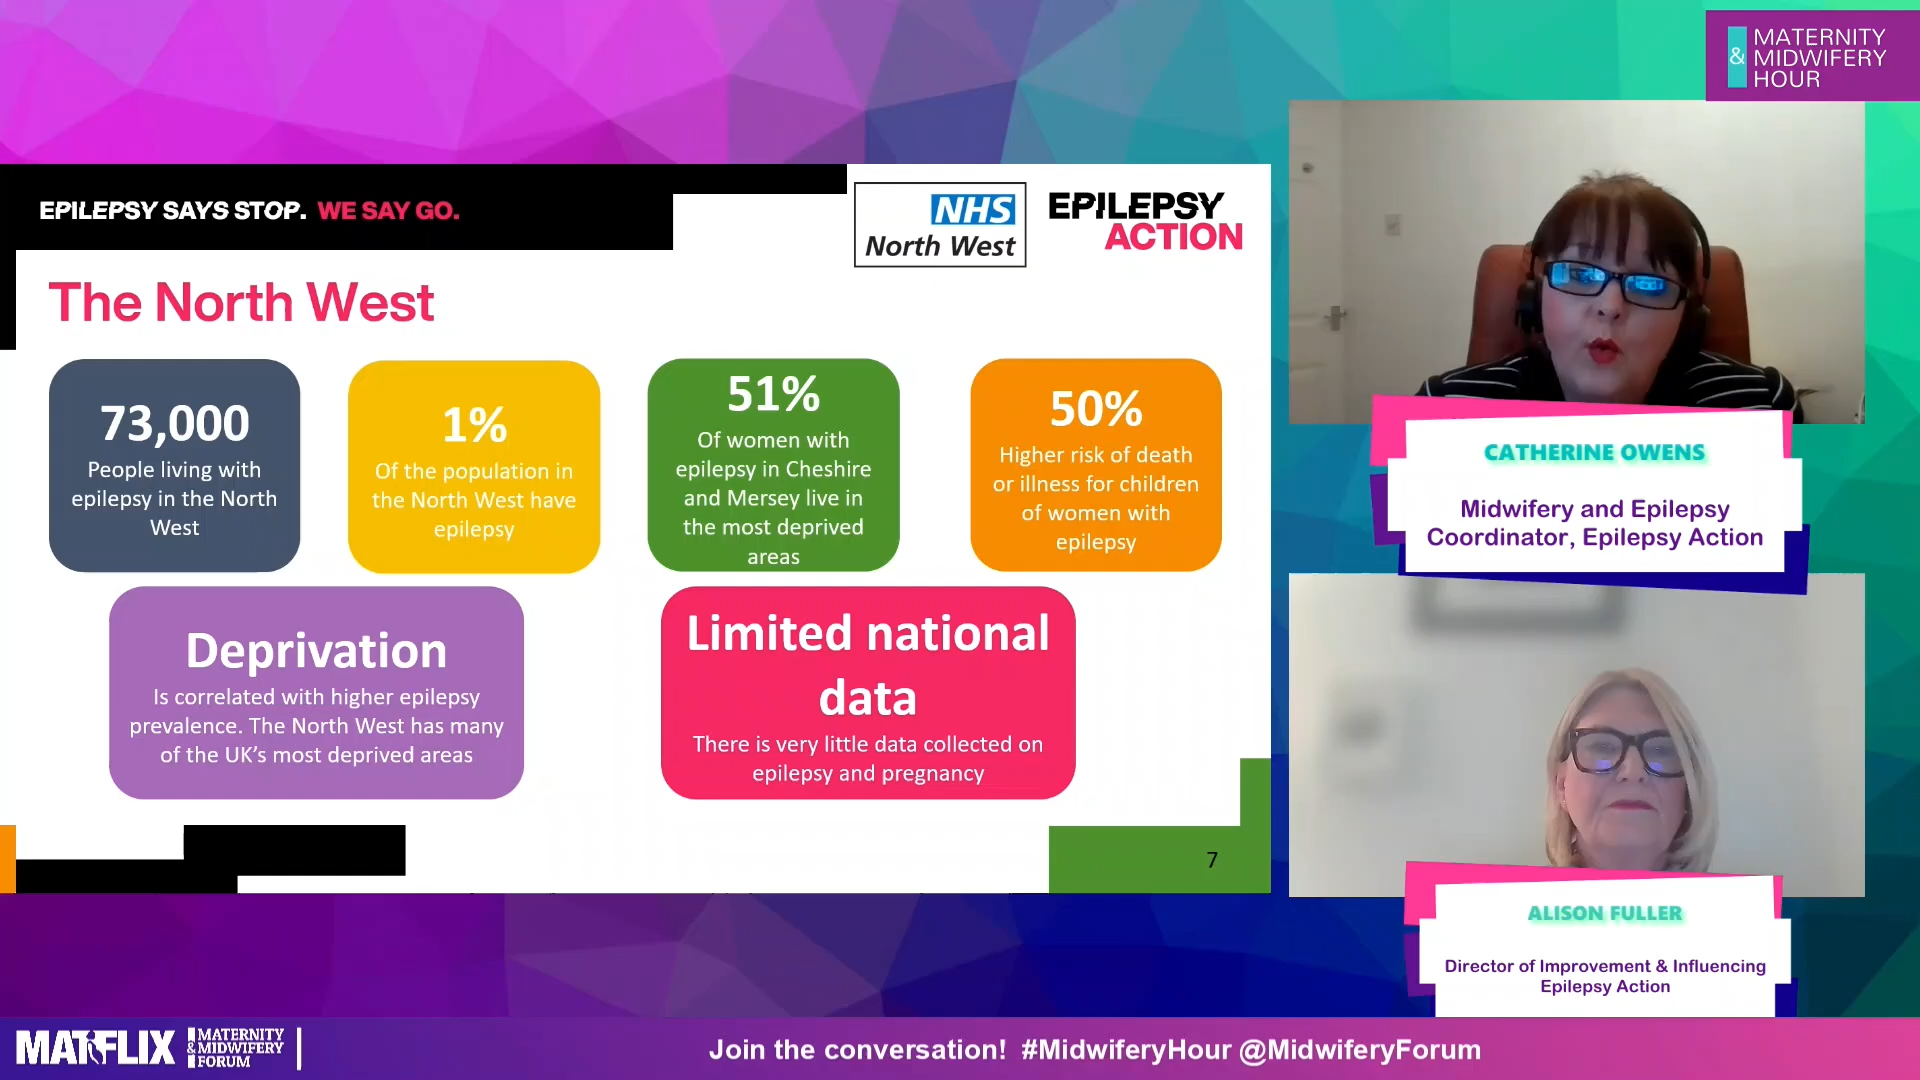 MATERNITY
& MIDWIFERY
HOUR
EPILEPSY SAYS STOP. WE SAY GO.
NHS
North West
EPILEPSY
ACTION
The North West
73,000
People living with
epilepsy in the North
West
1%
Of the population in
the North West have
epilepsy
51%
Of women with
epilepsy in Cheshire
and Mersey live in
the most deprived
areas
50%
Higher risk of death
or illness for children
of women with
epilepsy
Deprivation
Is correlated with higher epilepsy
prevalence. The North West has many
of the UK’s most deprived areas
Limited national
data
There is very little data collected on
epilepsy and pregnancy
7
CATHERINE OWENS
Midwifery and Epilepsy
Coordinator, Epilepsy Action
ALISON FULLER
Director of Improvement & Influencing
Epilepsy Action
MATFLIX
MATERNITY
& MIDWIFERY
FORUM
Join the conversation! #MidwiferyHour @MidwiferyForum